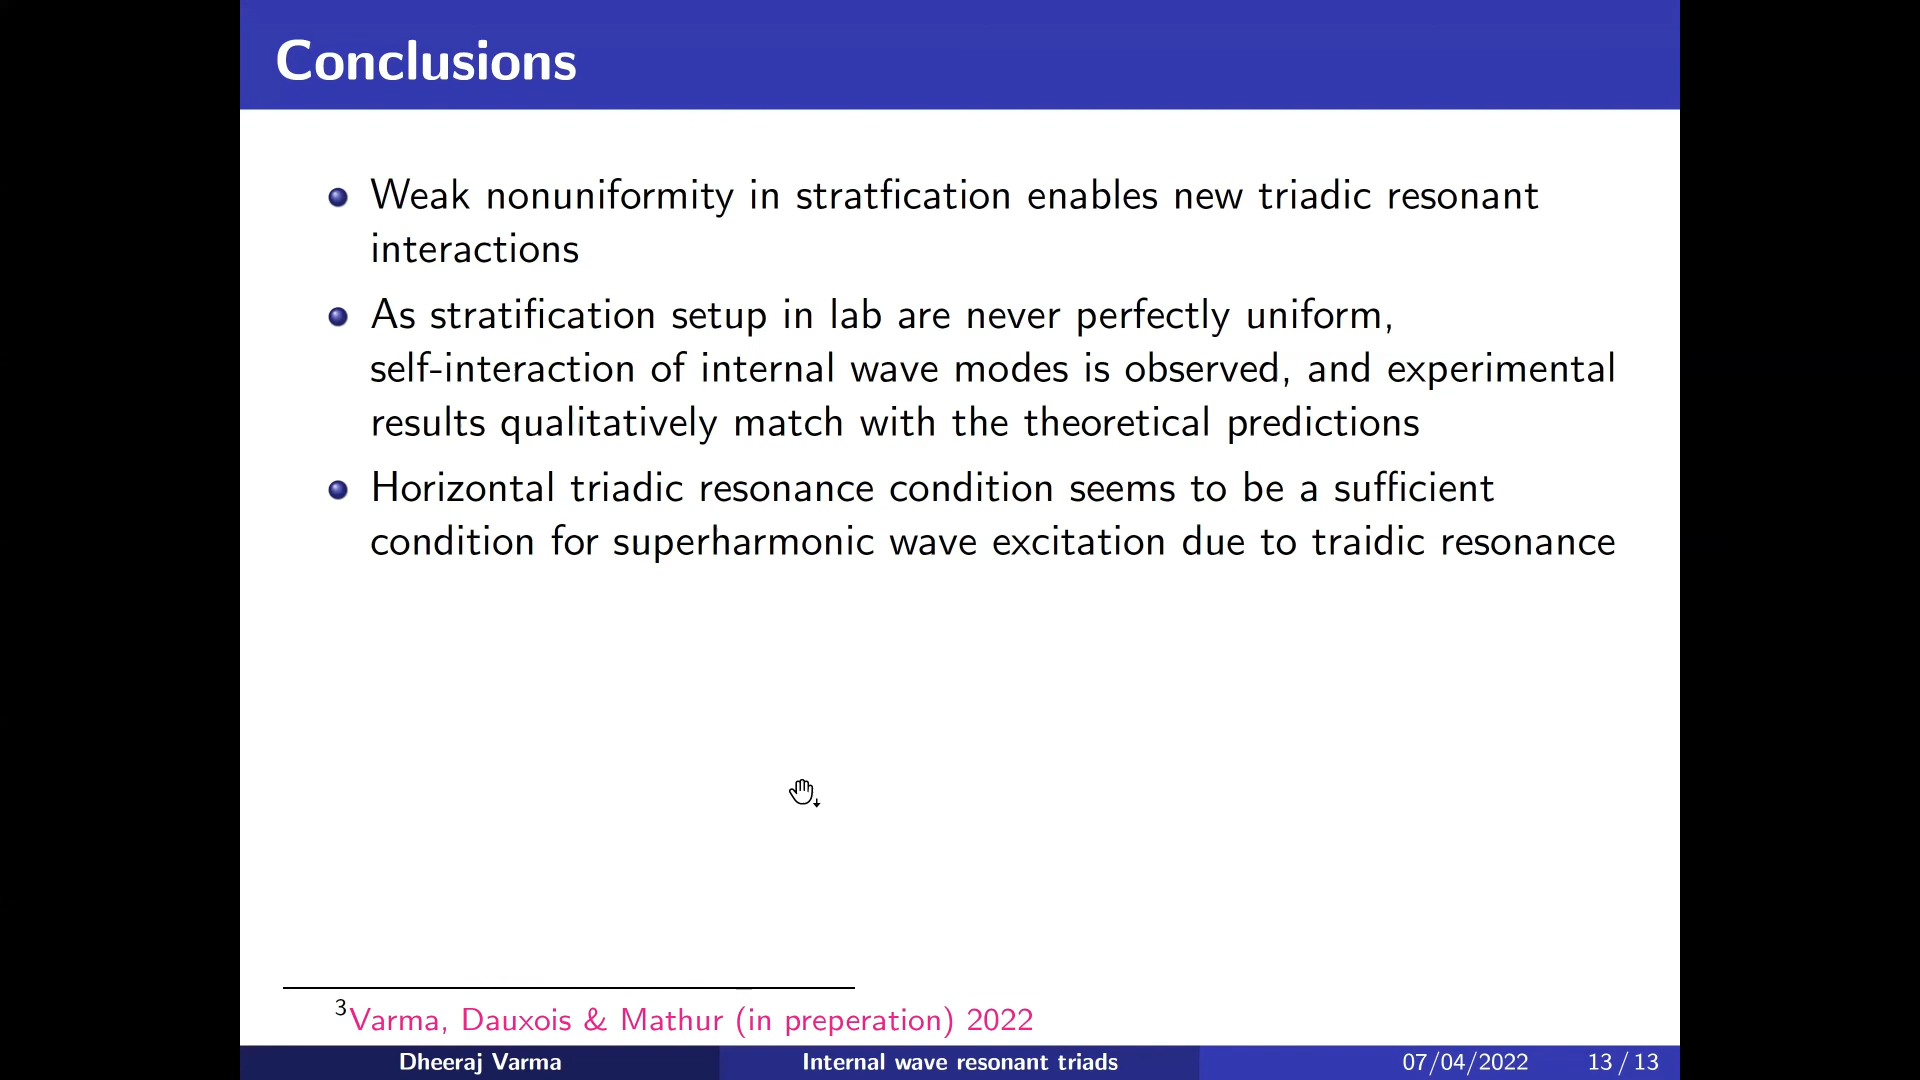 Conclusions
Weak nonuniformity in stratfication enables new triadic resonant
interactions
As stratification setup in lab are never perfectly uniform,
self-interaction of internal wave modes is observed, and experimental
results qualitatively match with the theoretical predictions
Horizontal triadic resonance condition seems to be a sufficient
condition for superharmonic wave excitation due to traidic resonance
3Varma, Dauxois & Mathur (in preperation) 2022
Dheeraj Varma Internal wave resonant triads 07/04/2022 13 / 13